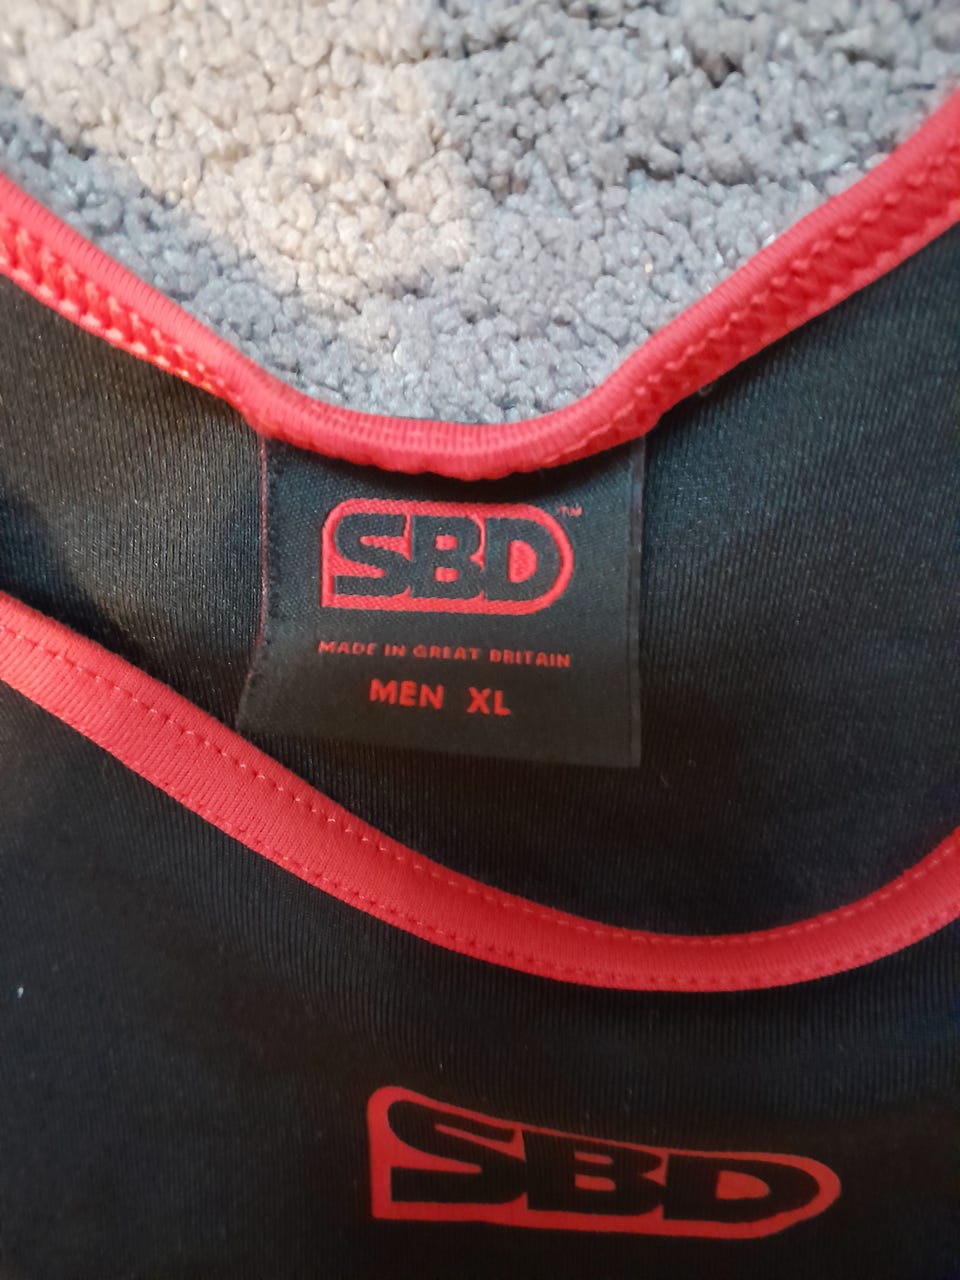 SBD™
MADE IN GREAT BRITAIN
MEN XL
SBD